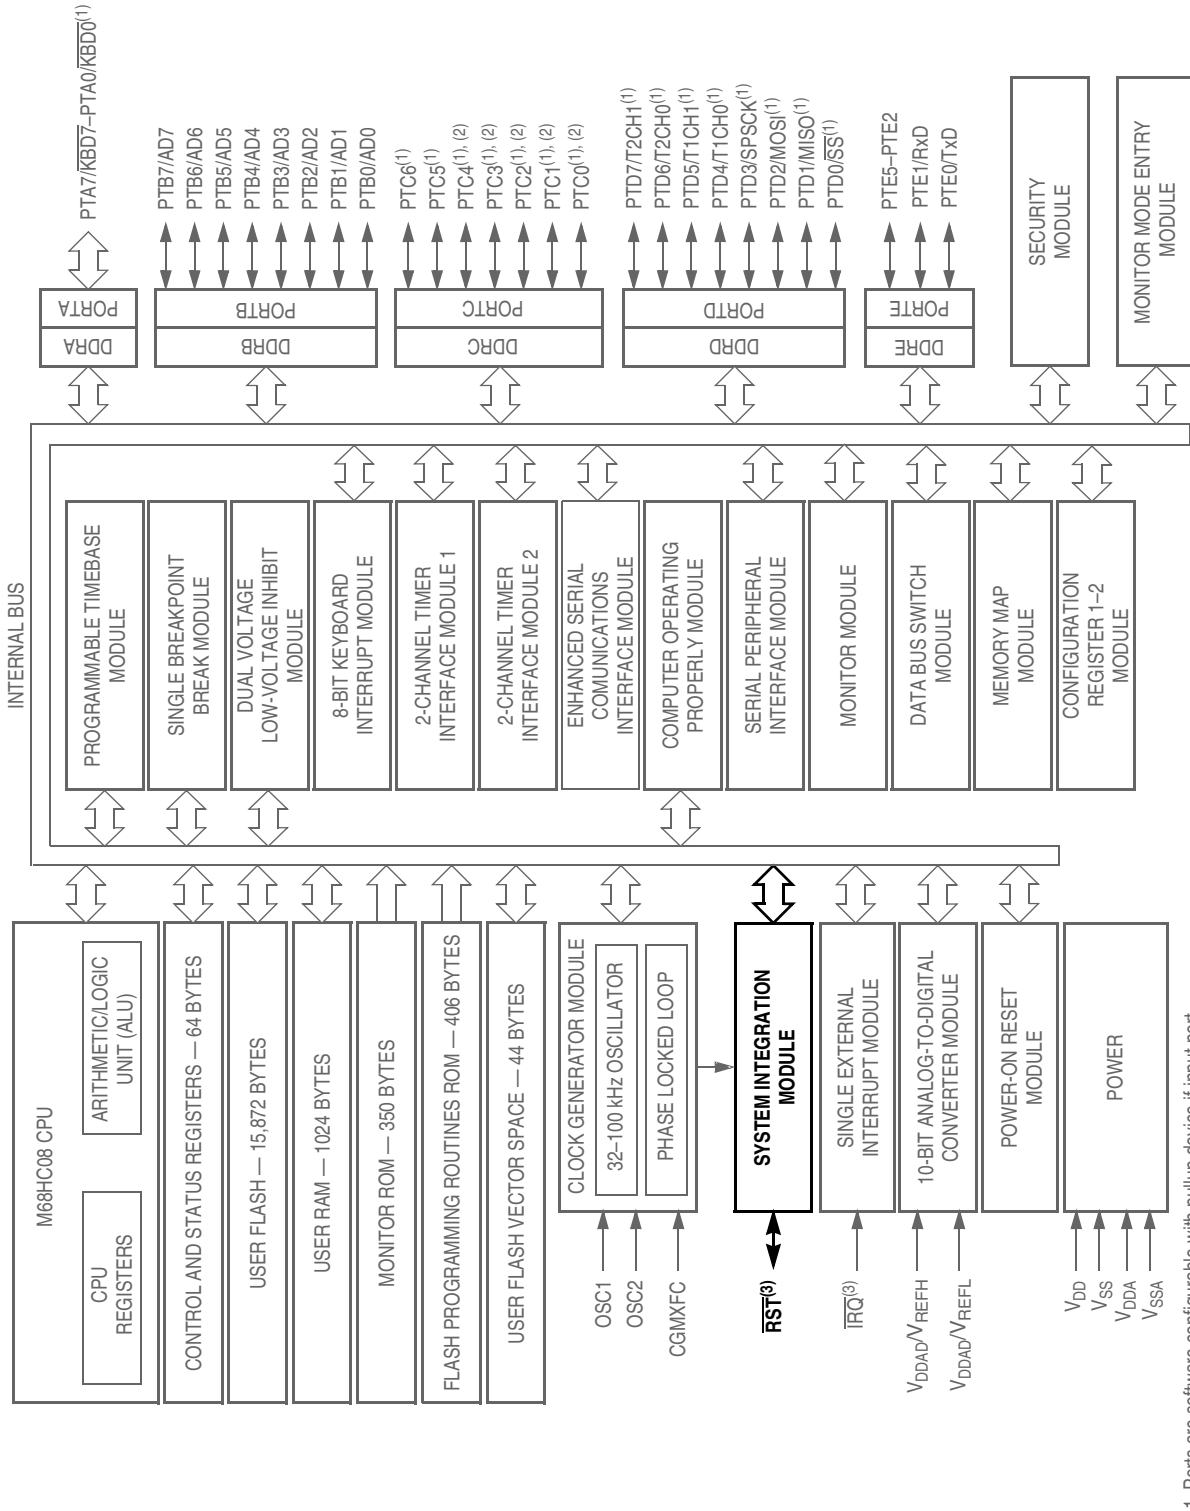 INTERNAL BUS
M68HC08 CPU
CPU
REGISTERS
ARITHMETIC/LOGIC
UNIT (ALU)
CONTROL AND STATUS REGISTERS — 64 BYTES
USER FLASH — 15,872 BYTES
USER RAM — 1024 BYTES
MONITOR ROM — 350 BYTES
FLASH PROGRAMMING ROUTINES ROM — 406 BYTES
USER FLASH VECTOR SPACE — 44 BYTES
OSC1
OSC2
CGMXFC
CLOCK GENERATOR MODULE
32–100 kHz OSCILLATOR
PHASE LOCKED LOOP
RST(3)
SYSTEM INTEGRATION
MODULE
IRQ(3)
SINGLE EXTERNAL
INTERRUPT MODULE
VDDAD/VREFH
VDDAD/VREFL
10-BIT ANALOG-TO-DIGITAL
CONVERTER MODULE
POWER-ON RESET
MODULE
VDD
VSS
VDDA
VSSA
POWER
PROGRAMMABLE TIMEBASE
MODULE
SINGLE BREAKPOINT
BREAK MODULE
DUAL VOLTAGE
LOW-VOLTAGE INHIBIT
MODULE
8-BIT KEYBOARD
INTERRUPT MODULE
2-CHANNEL TIMER
INTERFACE MODULE 1
2-CHANNEL TIMER
INTERFACE MODULE 2
ENHANCED SERIAL
COMUNICATIONS
INTERFACE MODULE
COMPUTER OPERATING
PROPERLY MODULE
SERIAL PERIPHERAL
INTERFACE MODULE
MONITOR MODULE
DATA BUS SWITCH
MODULE
MEMORY MAP
MODULE
CONFIGURATION
REGISTER 1–2
MODULE
DDRA
PORTA
PTA7/KBD7–PTA0/KBD0(1)
DDRB
PORTB
PTB7/AD7
PTB6/AD6
PTB5/AD5
PTB4/AD4
PTB3/AD3
PTB2/AD2
PTB1/AD1
PTB0/AD0
DDRC
PORTC
PTC6(1)
PTC5(1)
PTC4(1), (2)
PTC3(1), (2)
PTC2(1), (2)
PTC1(1), (2)
PTC0(1), (2)
DDRD
PORTD
PTD7/T2CH1(1)
PTD6/T2CH0(1)
PTD5/T1CH1(1)
PTD4/T1CH0(1)
PTD3/SPSCK(1)
PTD2/MOSI(1)
PTD1/MISO(1)
PTD0/SS(1)
DDRE
PORTE
PTE5–PTE2
PTE1/RxD
PTE0/TxD
SECURITY
MODULE
MONITOR MODE ENTRY
MODULE
1. Ports are software configurable with pullup device if input port.